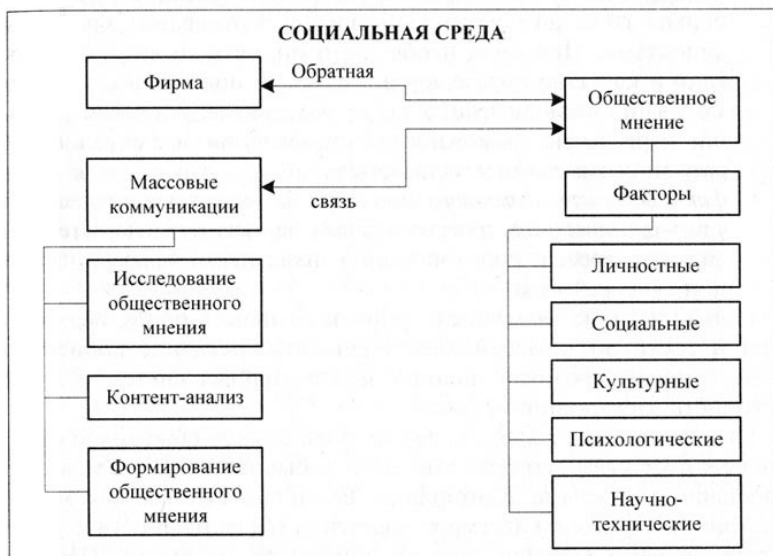 СОЦИАЛЬНАЯ СРЕДА
Фирма
Обратная
Общественное
мнение
Массовые
коммуникации
связь
Факторы
Исследование
общественного
мнения
Контент-анализ
Формирование
общественного
мнения
Личностные
Социальные
Культурные
Психологические
Научно-
технические